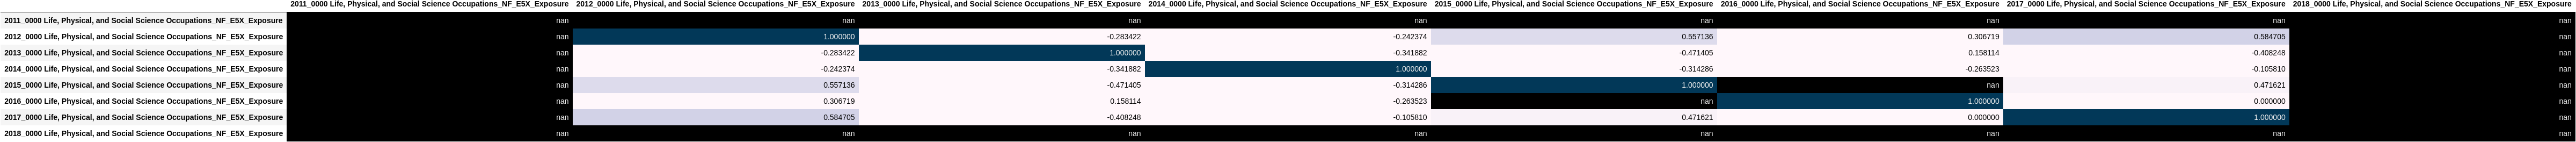 2011_0000 Life, Physical, and Social Science Occupations_NF_E5X_Exposure 2012_0000 Life, Physical, and Social Science Occupations_NF_E5X_Exposure 2013_0000 Life, Physical, and Social Science Occupations_NF_E5X_Exposure 2014_0000 Life, Physical, and Social Science Occupations_NF_E5X_Exposure 2015_0000 Life, Physical, and Social Science Occupations_NF_E5X_Exposure 2016_0000 Life, Physical, and Social Science Occupations_NF_E5X_Exposure 2017_0000 Life, Physical, and Social Science Occupations_NF_E5X_Exposure 2018_0000 Life, Physical, and Social Science Occupations_NF_E5X_Exposure
2011_0000 Life, Physical, and Social Science Occupations_NF_E5X_Exposure nan nan nan nan nan nan nan nan
2012_0000 Life, Physical, and Social Science Occupations_NF_E5X_Exposure nan 1.000000 -0.283422 -0.242374 0.557136 0.306719 0.584705 nan
2013_0000 Life, Physical, and Social Science Occupations_NF_E5X_Exposure nan -0.283422 1.000000 -0.341882 -0.471405 0.158114 -0.408248 nan
2014_0000 Life, Physical, and Social Science Occupations_NF_E5X_Exposure nan -0.242374 -0.341882 1.000000 -0.314286 -0.263523 -0.105810 nan
2015_0000 Life, Physical, and Social Science Occupations_NF_E5X_Exposure nan 0.557136 -0.471405 -0.314286 1.000000 nan 0.471621 nan
2016_0000 Life, Physical, and Social Science Occupations_NF_E5X_Exposure nan 0.306719 0.158114 -0.263523 nan 1.000000 0.000000 nan
2017_0000 Life, Physical, and Social Science Occupations_NF_E5X_Exposure nan 0.584705 -0.408248 -0.105810 0.471621 0.000000 1.000000 nan
2018_0000 Life, Physical, and Social Science Occupations_NF_E5X_Exposure nan nan nan nan nan nan nan nan